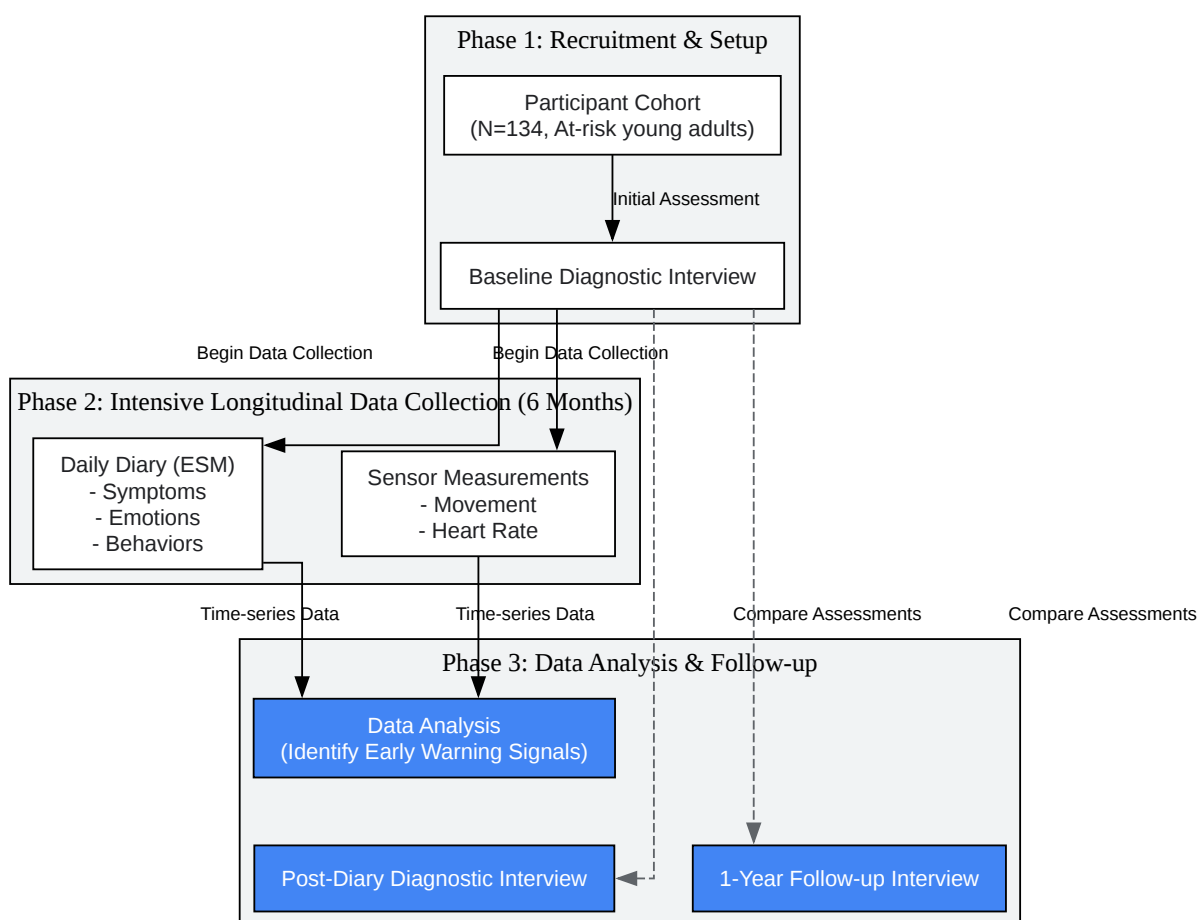 Phase 1: Recruitment & Setup
Participant Cohort
(N=134, At-risk young adults)
Initial Assessment
Baseline Diagnostic Interview
Begin Data Collection
Begin Data Collection
Phase 2: Intensive Longitudinal Data Collection (6 Months)
Daily Diary (ESM)
- Symptoms
- Emotions
- Behaviors
Sensor Measurements
- Movement
- Heart Rate
Time-series Data
Time-series Data
Compare Assessments
Compare Assessments
Phase 3: Data Analysis & Follow-up
Data Analysis
(Identify Early Warning Signals)
Post-Diary Diagnostic Interview
1-Year Follow-up Interview